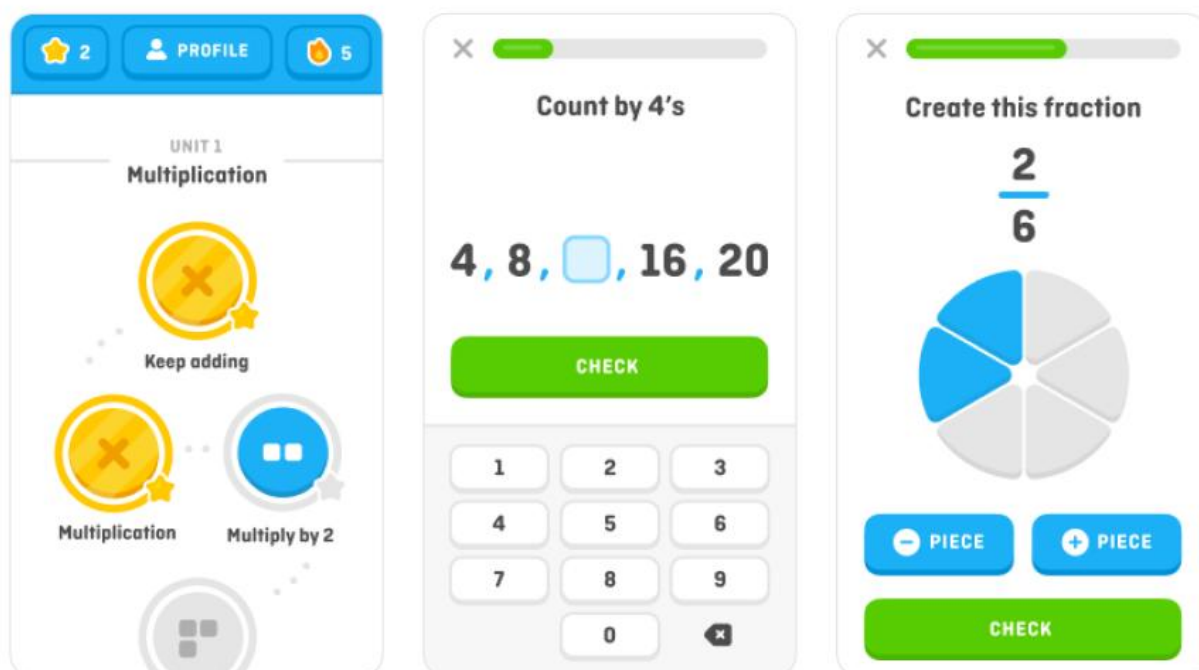 2
PROFILE
5
UNIT 1
Multiplication
Keep adding
Multiplication
Multiply by 2
Count by 4's
4, 8, , 16, 20
CHECK
1 2 3
4 5 6
7 8 9
0
Create this fraction
2
6
PIECE
PIECE
CHECK